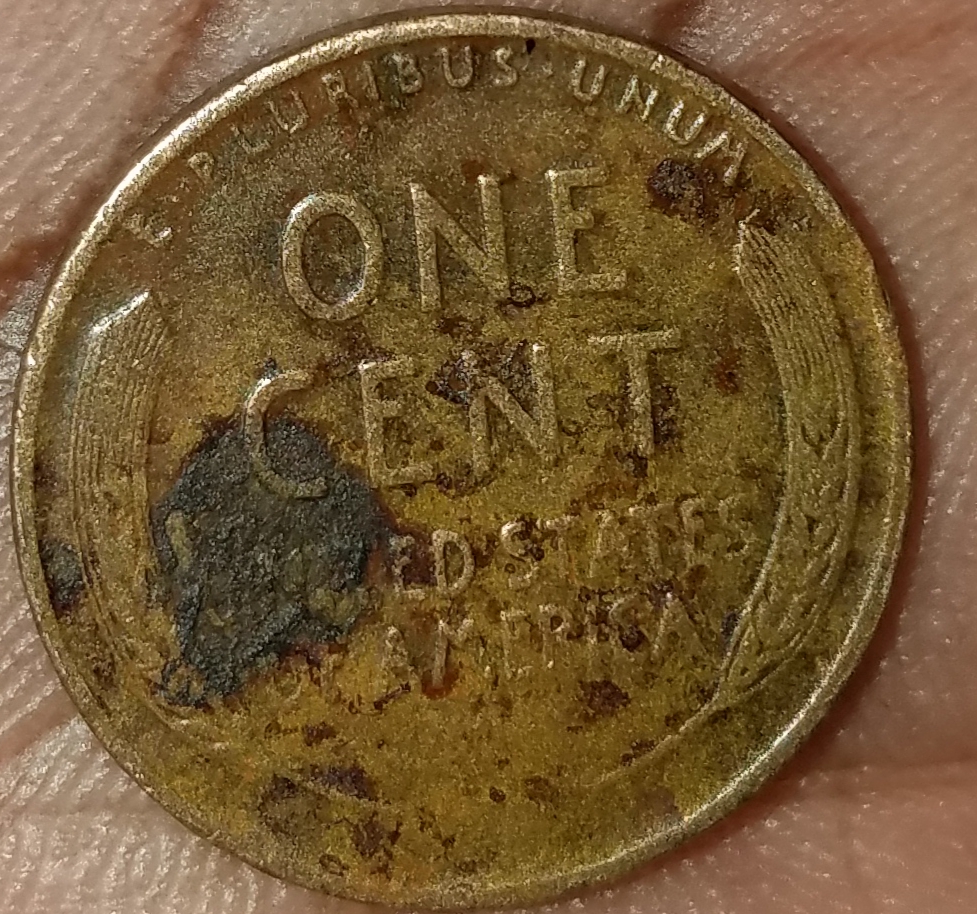 E·PLURIBUS·UNUM
ONE
CENT
ED STATES
AMERICA